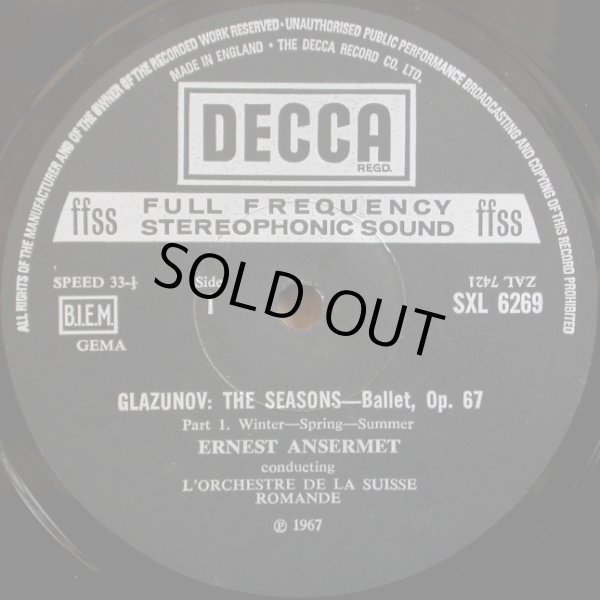 ALL RIGHTS OF THE MANUFACTURER AND OF THE OWNER OF THE RECORDED WORK RESERVED · UNAUTHORISED PUBLIC PERFORMANCE BROADCASTING AND COPYING OF THIS RECORD PROHIBITED
MADE IN ENGLAND · THE DECCA RECORD CO. LTD.
DECCA
REGD.
ffss FULL FREQUENCY ffss
STEREOPHONIC SOUND
SPEED 33-⅓ Side ZAL 7421
1 SXL 6269
B.I.E.M.
GEMA
SOLD OUT
GLAZUNOV: THE SEASONS—Ballet, Op. 67
Part 1. Winter—Spring—Summer
ERNEST ANSERMET
conducting
L'ORCHESTRE DE LA SUISSE
ROMANDE
℗ 1967